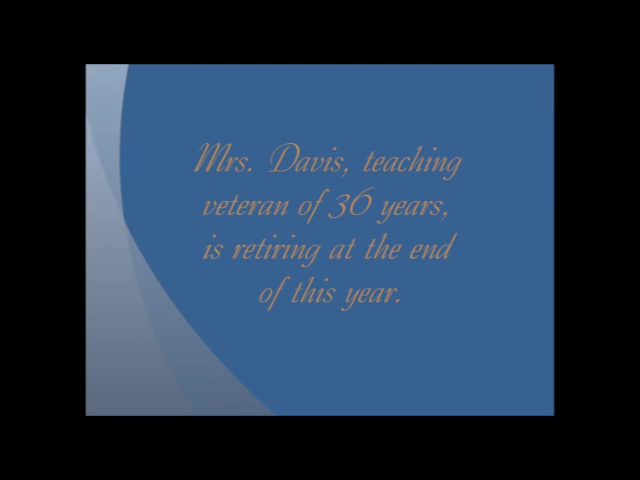 Mrs. Davis, teaching
veteran of 36 years,
is retiring at the end
of this year.